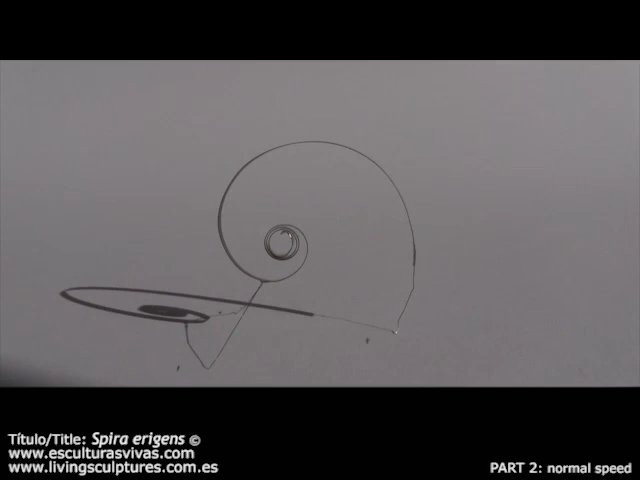 Título/Title: Spira erigens ©
www.esculturasvivas.com
www.livingsculptures.com.es
PART 2: normal speed